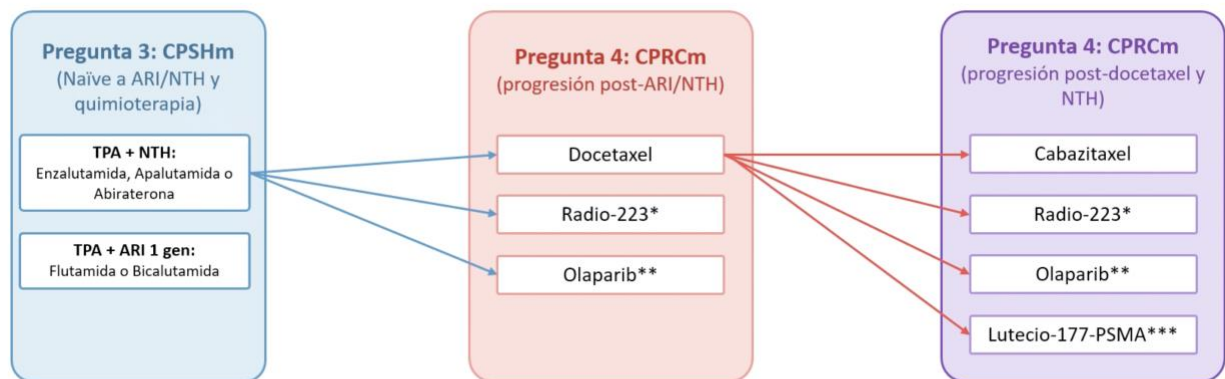 Pregunta 3: CPSHm
(Naïve a ARI/NTH y
quimioterapia)
TPA + NTH:
Enzalutamida, Apalutamida o
Abiraterona
TPA + ARI 1 gen:
Flutamida o Bicalutamida
Pregunta 4: CPRCm
(progresión post-ARI/NTH)
Docetaxel
Radio-223*
Olaparib**
Pregunta 4: CPRCm
(progresión post-docetaxel y
NTH)
Cabazitaxel
Radio-223*
Olaparib**
Lutecio-177-PSMA***